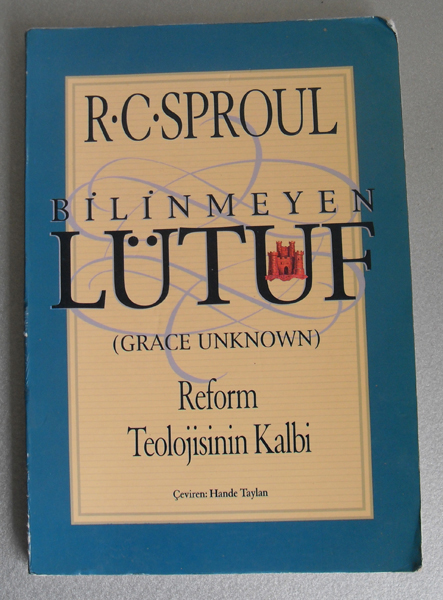 R·C·SPROUL
BİLİNMEYEN
LÜTUF
(GRACE UNKNOWN)
Reform
Teolojisinin Kalbi
Çeviren: Hande Taylan